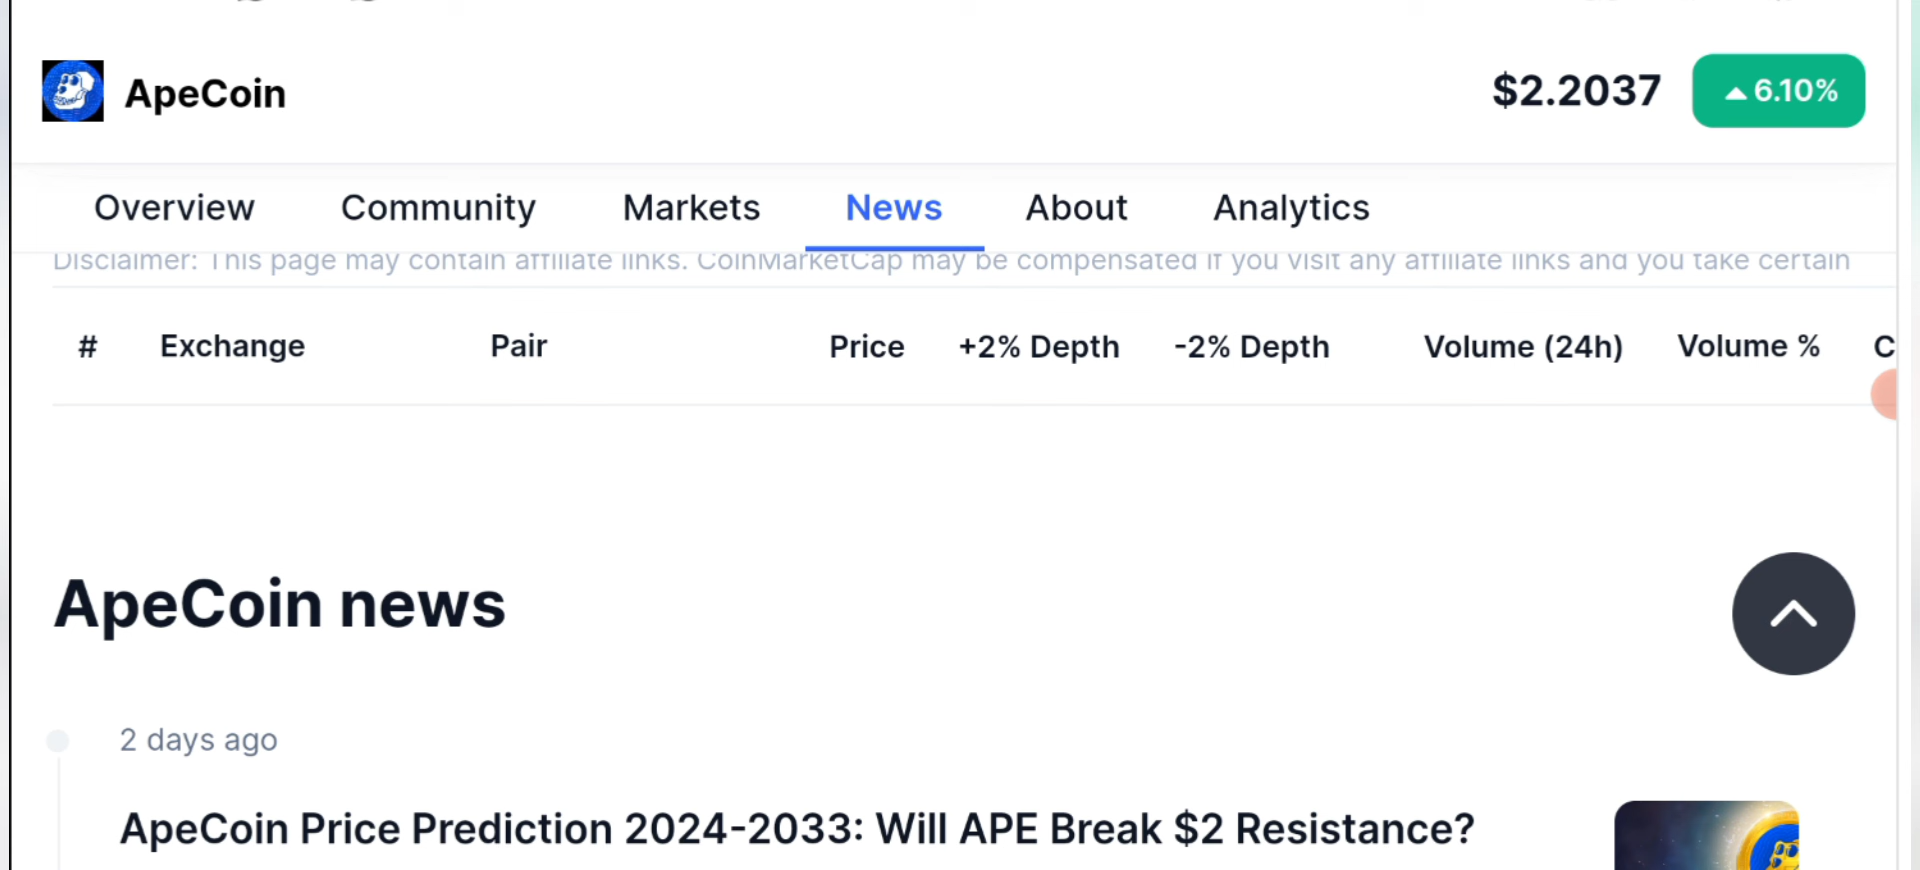 ApeCoin
$2.2037
6.10%
Overview Community Markets News About Analytics
Disclaimer: This page may contain affiliate links. CoinMarketCap may be compensated if you visit any affiliate links and you take certain
# Exchange Pair Price +2% Depth -2% Depth Volume (24h) Volume %
ApeCoin news
2 days ago
ApeCoin Price Prediction 2024-2033: Will APE Break $2 Resistance?